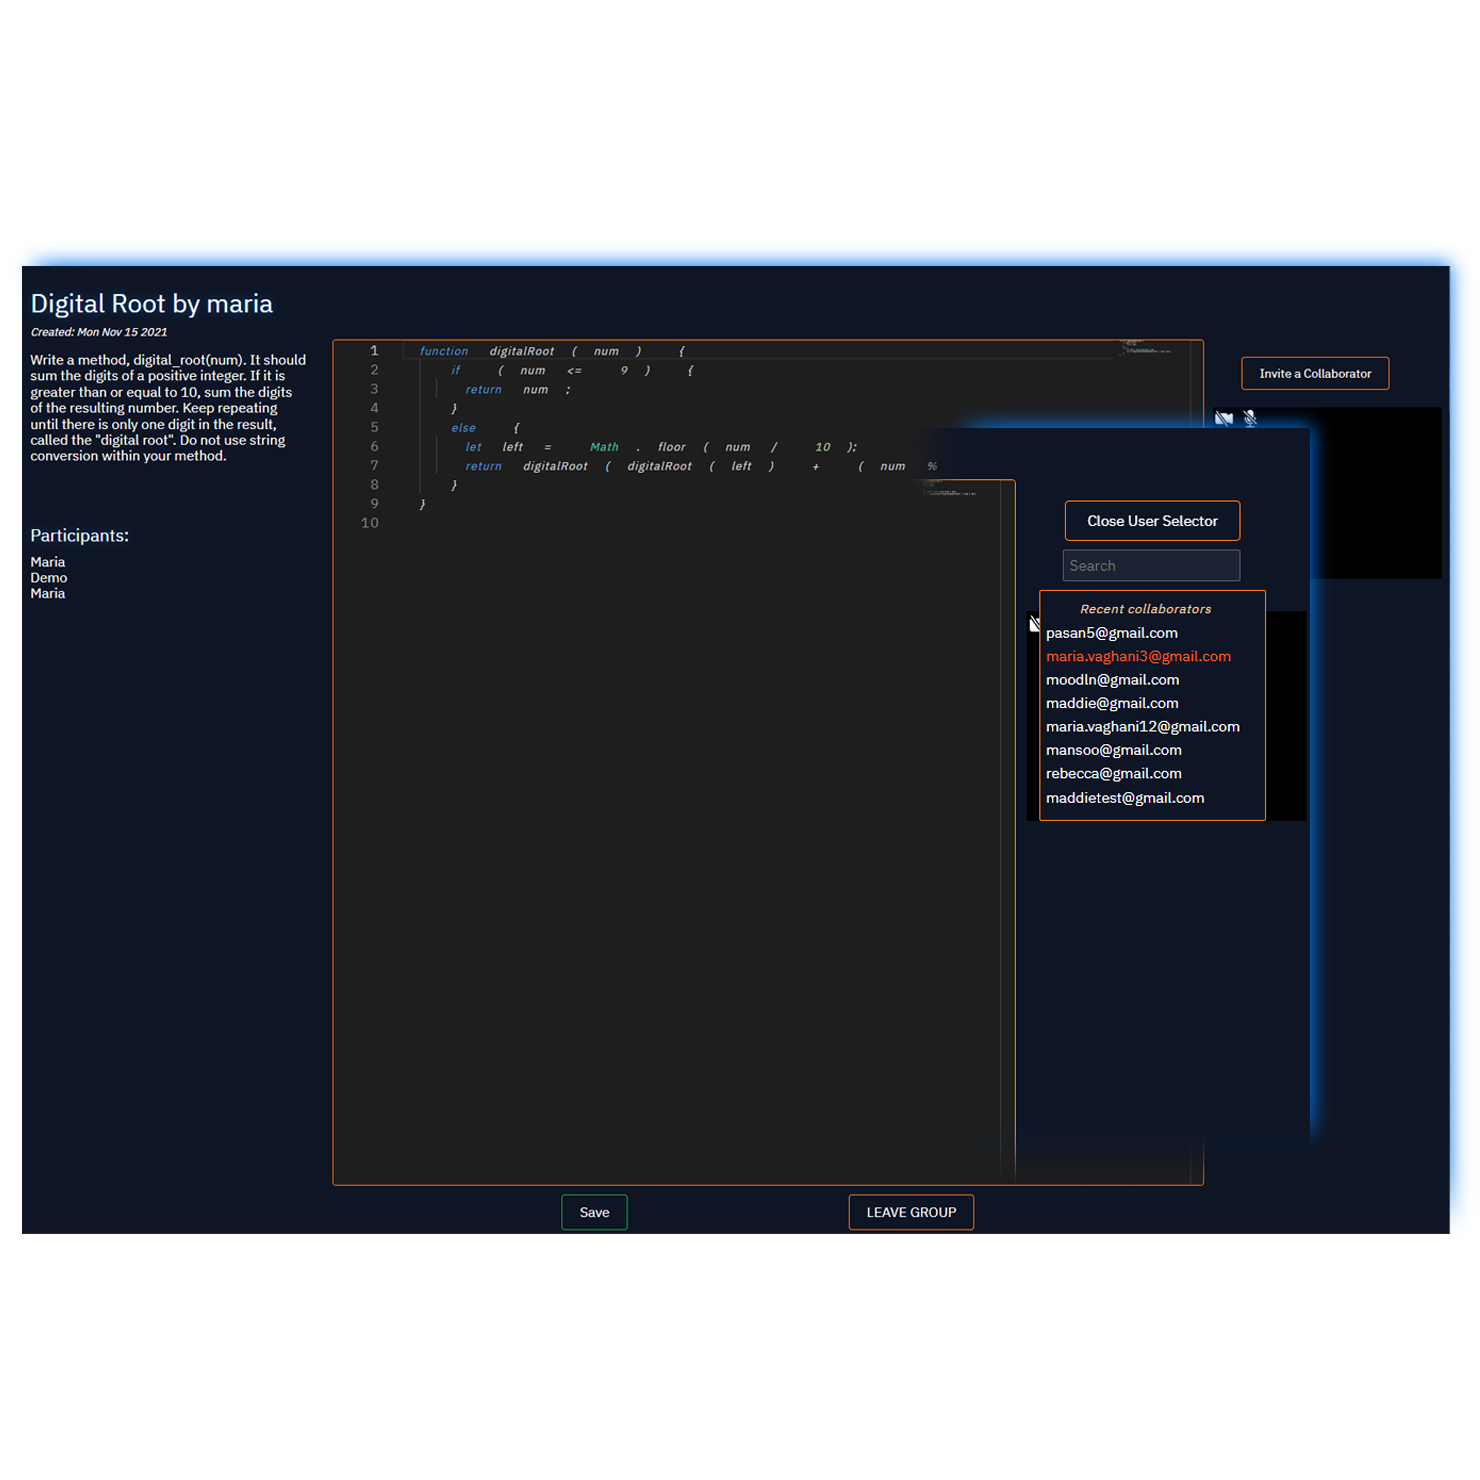 Digital Root by maria
Created: Mon Nov 15 2021
Write a method, digital_root(num). It should
sum the digits of a positive integer. If it is
greater than or equal to 10, sum the digits
of the resulting number. Keep repeating
until there is only one digit in the result,
called the "digital root". Do not use string
conversion within your method.
Participants:
Maria
Demo
Maria
1 function digitalRoot ( num ) {
2 if ( num <= 9 ) {
3 return num ;
4 }
5 else {
6 let left = Math . floor ( num / 10 );
7 return digitalRoot ( digitalRoot ( left ) + ( num %
8 }
9 }
10
Invite a Collaborator
Close User Selector
Search
Recent collaborators
pasan5@gmail.com
maria.vaghani3@gmail.com
moodln@gmail.com
maddie@gmail.com
maria.vaghani12@gmail.com
mansoo@gmail.com
rebecca@gmail.com
maddietest@gmail.com
Save
LEAVE GROUP